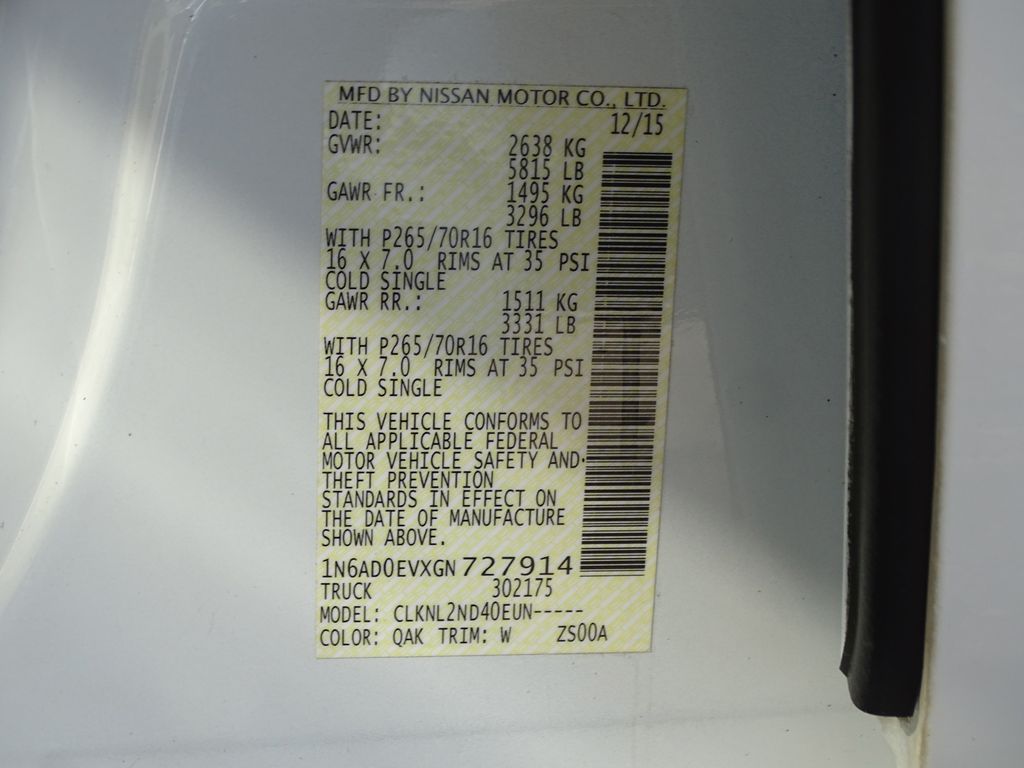 MFD BY NISSAN MOTOR CO., LTD.
DATE: 12/15
GVWR: 2638 KG
5815 LB
GAWR FR.: 1495 KG
3296 LB
WITH P265/70R16 TIRES
16 X 7.0 RIMS AT 35 PSI
COLD SINGLE
GAWR RR.: 1511 KG
3331 LB
WITH P265/70R16 TIRES
16 X 7.0 RIMS AT 35 PSI
COLD SINGLE
THIS VEHICLE CONFORMS TO
ALL APPLICABLE FEDERAL
MOTOR VEHICLE SAFETY AND
THEFT PREVENTION
STANDARDS IN EFFECT ON
THE DATE OF MANUFACTURE
SHOWN ABOVE.
1N6AD0EVXGN 727914
TRUCK 302175
MODEL: CLKNL2ND40EUN-----
COLOR: QAK TRIM: W ZS00A